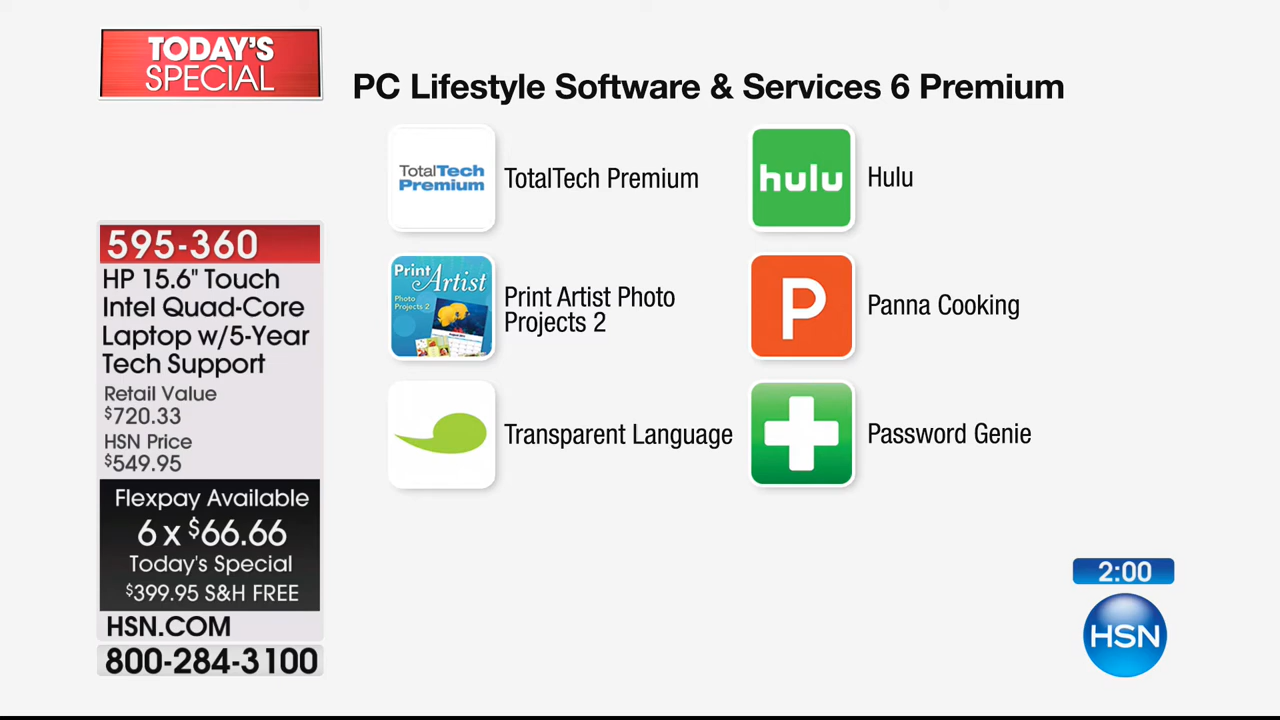 TODAY'S
SPECIAL
PC Lifestyle Software & Services 6 Premium
TotalTech
Premium
TotalTech Premium
hulu
Hulu
Print
Artist
Photo
Projects 2
Print Artist Photo
Projects 2
P
Panna Cooking
Transparent Language
Password Genie
595-360
HP 15.6" Touch
Intel Quad-Core
Laptop w/5-Year
Tech Support
Retail Value
$720.33
HSN Price
$549.95
Flexpay Available
6 x $66.66
Today's Special
$399.95 S&H FREE
HSN.COM
800-284-3100
2:00
HSN